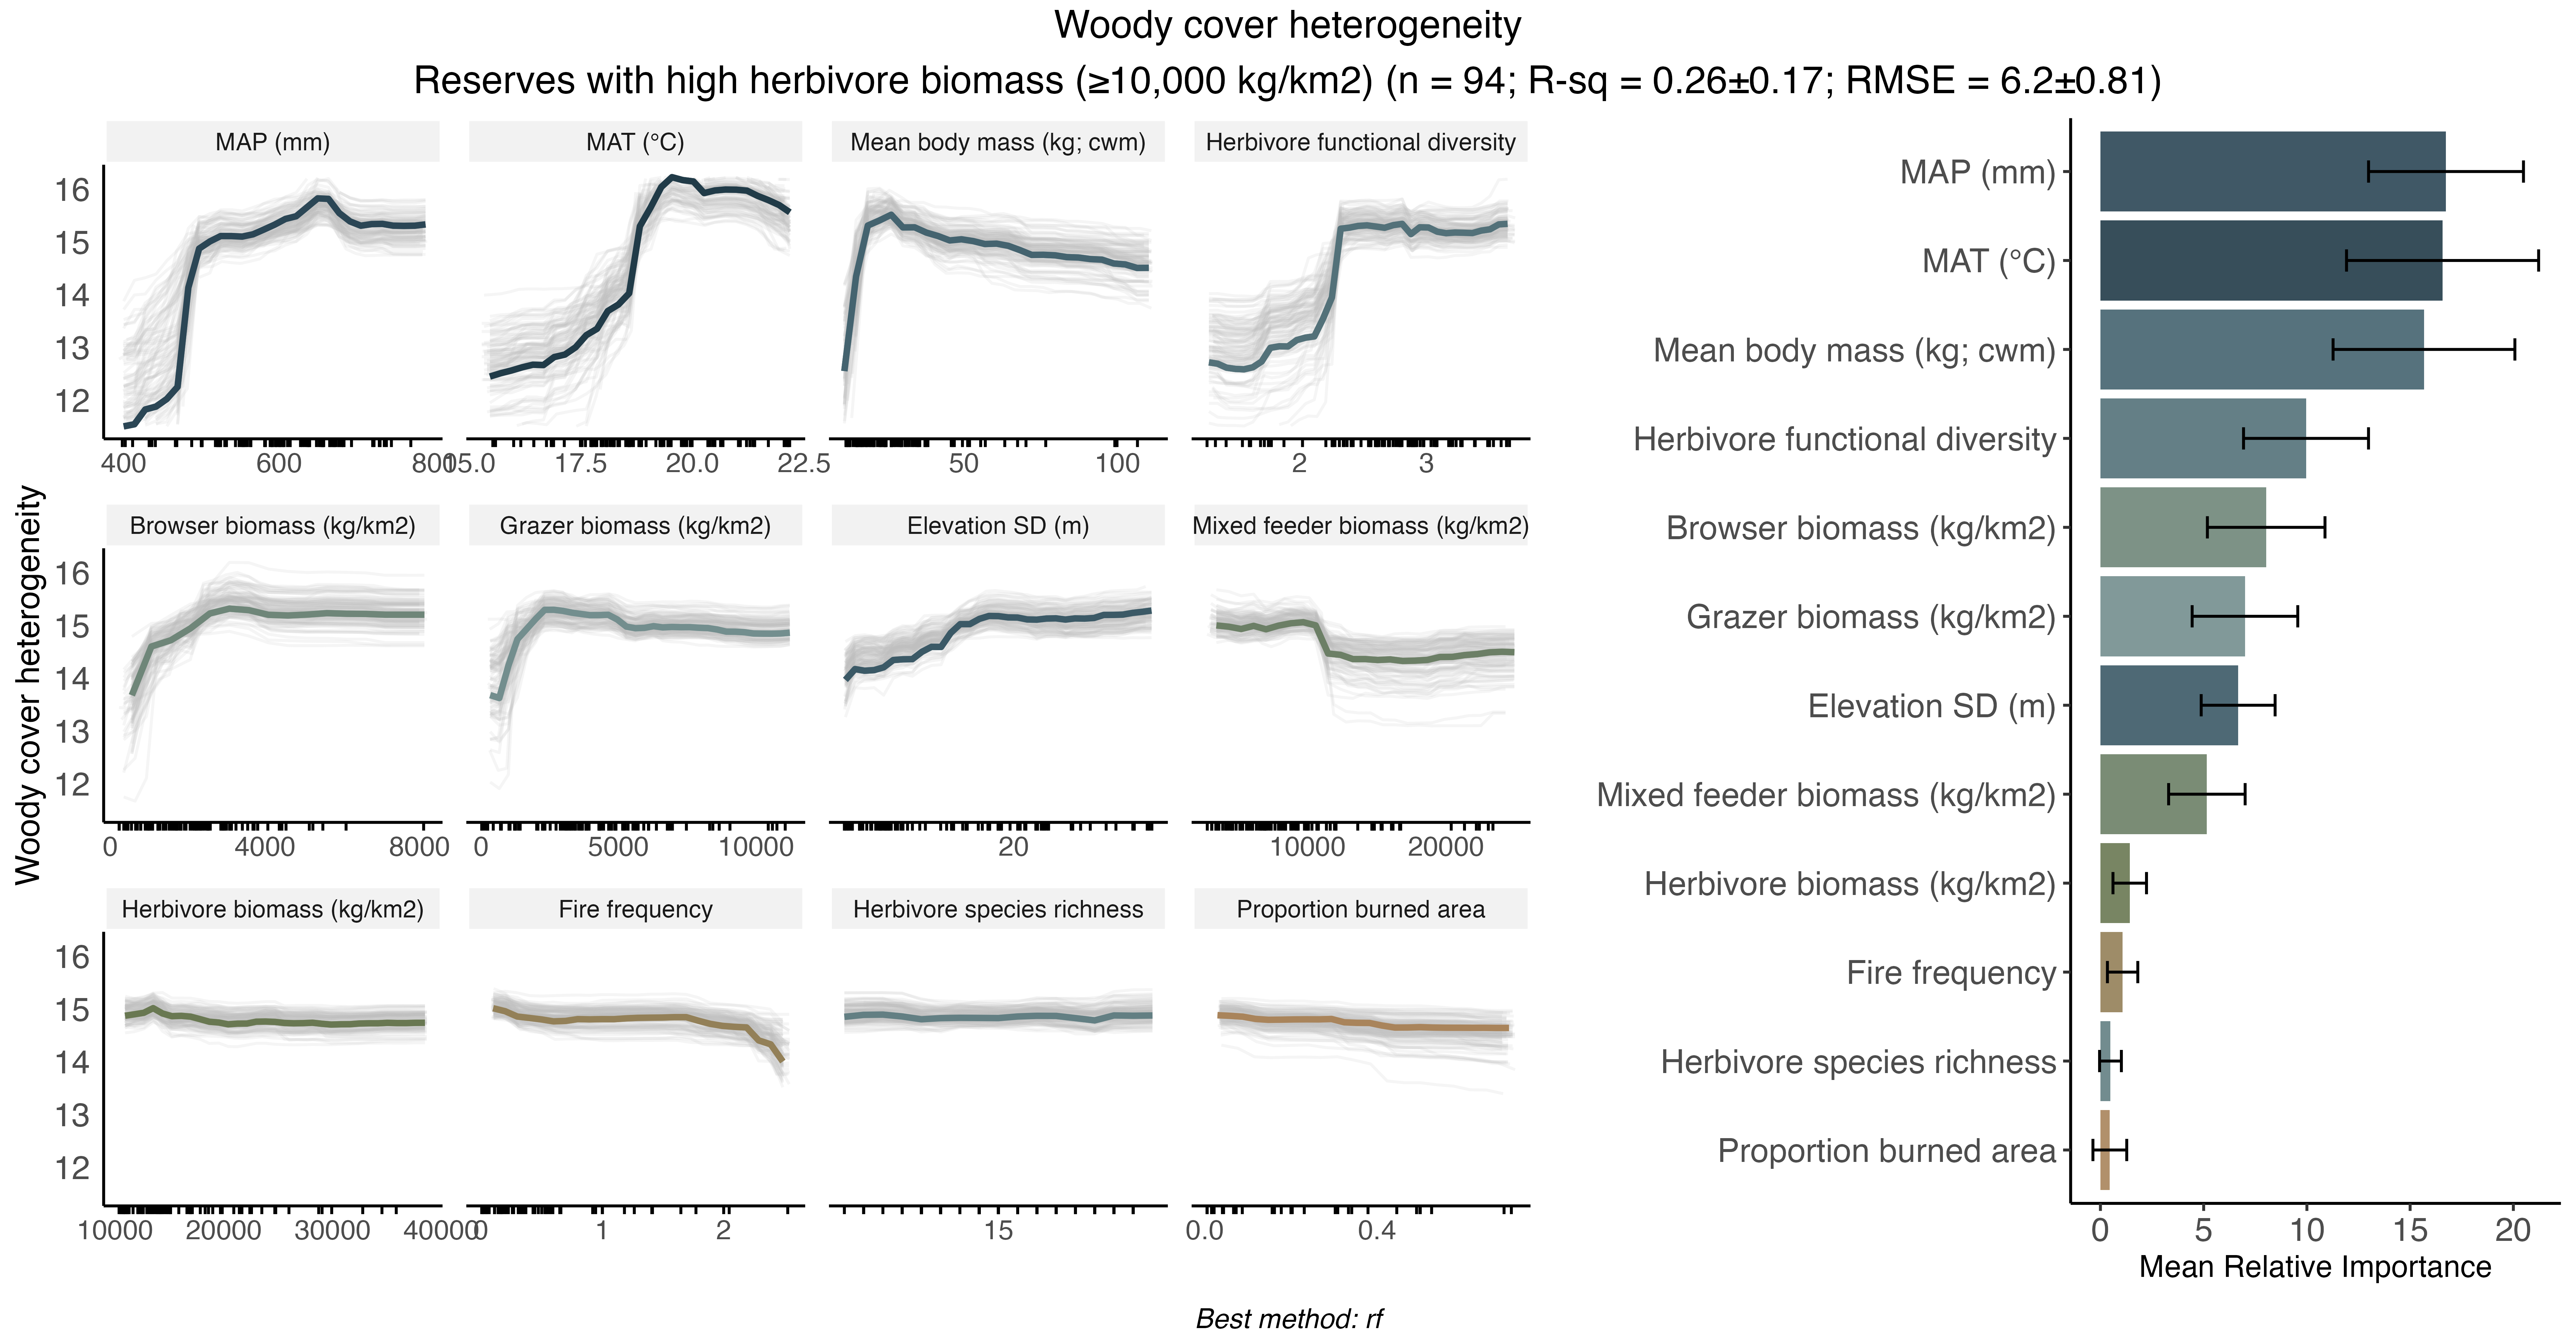 Woody cover heterogeneity
Reserves with high herbivore biomass (≥10,000 kg/km2) (n = 94; R-sq = 0.26±0.17; RMSE = 6.2±0.81)
Woody cover heterogeneity
MAP (mm)
MAT (°C)
Mean body mass (kg; cwm)
Herbivore functional diversity
16
15
14
13
12
400 600 800
15.0 17.5 20.0 22.5
50 100
2 3
Browser biomass (kg/km2)
Grazer biomass (kg/km2)
Elevation SD (m)
Mixed feeder biomass (kg/km2)
16
15
14
13
12
0 4000 8000
0 5000 10000
20
10000 20000
Herbivore biomass (kg/km2)
Fire frequency
Herbivore species richness
Proportion burned area
16
15
14
13
12
10000 20000 30000 40000
0 1 2
15
0.0 0.4
MAP (mm)
MAT (°C)
Mean body mass (kg; cwm)
Herbivore functional diversity
Browser biomass (kg/km2)
Grazer biomass (kg/km2)
Elevation SD (m)
Mixed feeder biomass (kg/km2)
Herbivore biomass (kg/km2)
Fire frequency
Herbivore species richness
Proportion burned area
0 5 10 15 20
Mean Relative Importance
Best method: rf